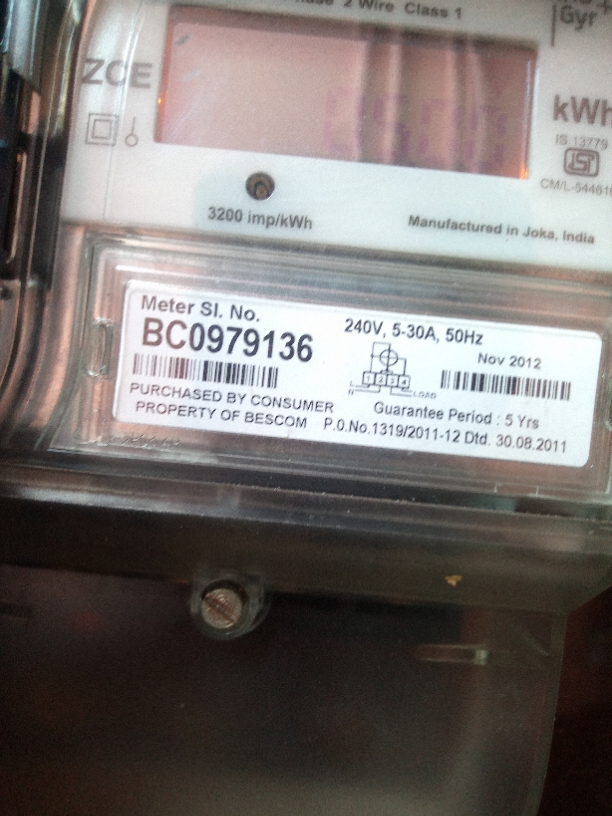 2 Wire Class 1
Gyr
ZCE
kWh
IS 13779
3200 imp/kWh
Manufactured in Joka, India
Meter Sl. No.
BC0979136
240V, 5-30A, 50Hz
Nov 2012
LOAD
PURCHASED BY CONSUMER
PROPERTY OF BESCOM
Guarantee Period : 5 Yrs
P.O.No.1319/2011-12 Dtd. 30.08.2011